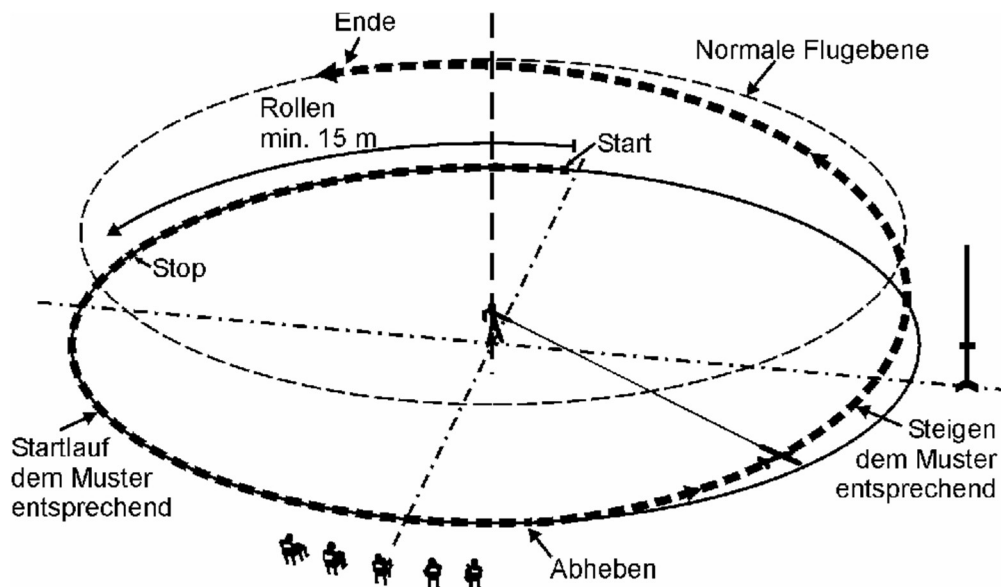 Ende
Normale Flugebene
Rollen
min. 15 m
Start
Stop
Startlauf
dem Muster
entsprechend
Steigen
dem Muster
entsprechend
Abheben